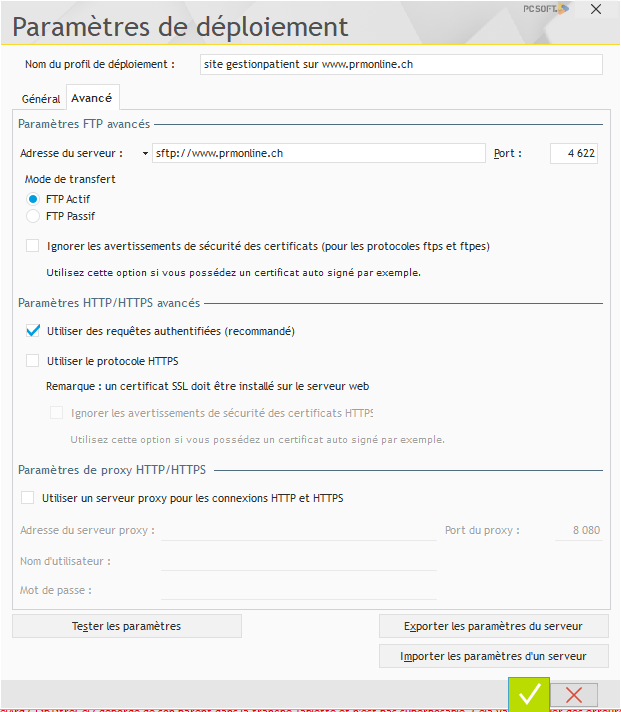 PC SOFT
Paramètres de déploiement
Nom du profil de déploiement : site gestionpatient sur www.prmonline.ch
Général Avancé
Paramètres FTP avancés
Adresse du serveur : sftp://www.prmonline.ch Port : 4 622
Mode de transfert
FTP Actif
FTP Passif
Ignorer les avertissements de sécurité des certificats (pour les protocoles ftps et ftpes)
Utilisez cette option si vous possédez un certificat auto signé par exemple.
Paramètres HTTP/HTTPS avancés
Utiliser des requêtes authentifiées (recommandé)
Utiliser le protocole HTTPS
Remarque : un certificat SSL doit être installé sur le serveur web
Ignorer les avertissements de sécurité des certificats HTTPS
Utilisez cette option si vous possédez un certificat auto signé par exemple.
Paramètres de proxy HTTP/HTTPS
Utiliser un serveur proxy pour les connexions HTTP et HTTPS
Adresse du serveur proxy : Port du proxy : 8 080
Nom d'utilisateur :
Mot de passe :
Tester les paramètres Exporter les paramètres du serveur
Importer les paramètres d'un serveur